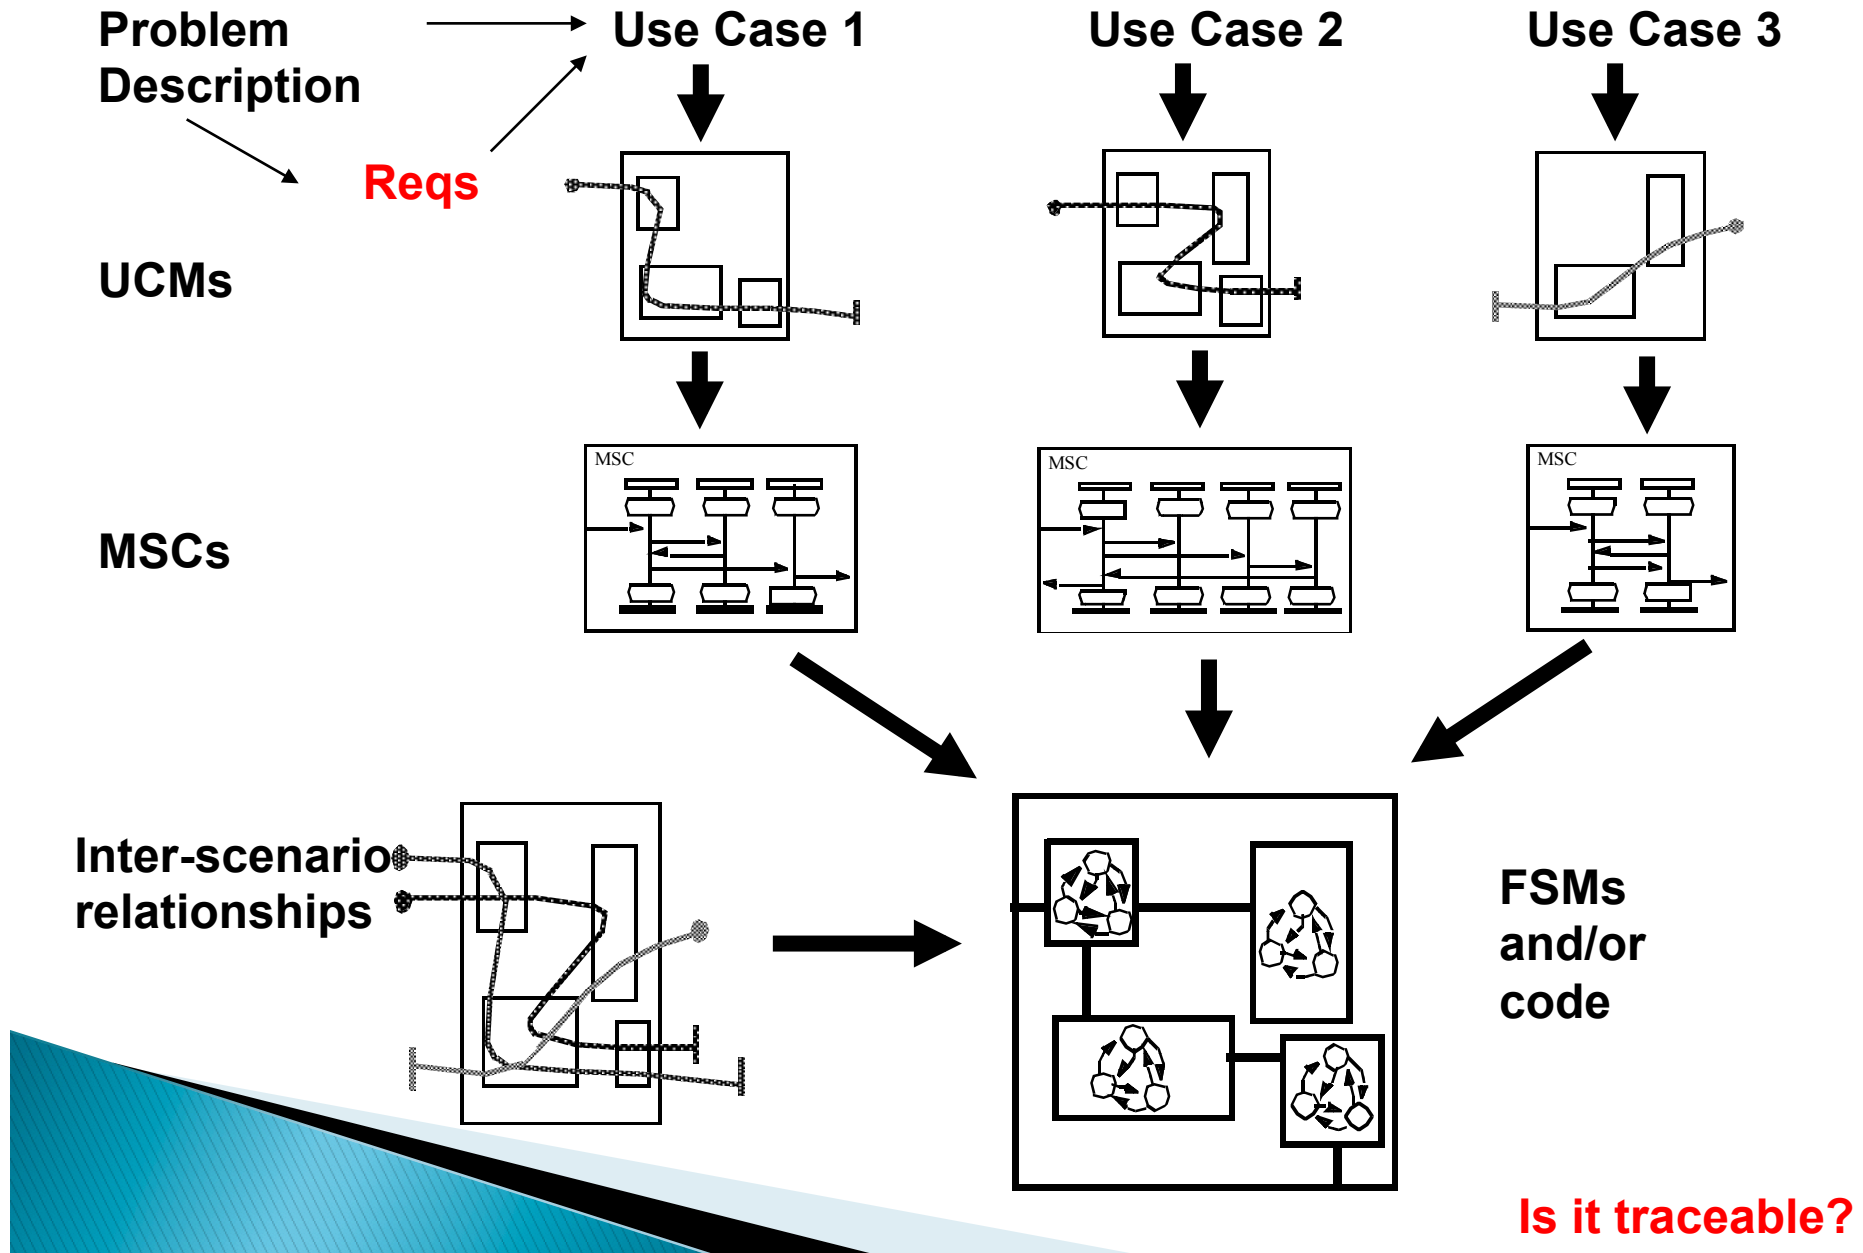 Problem
Description
Use Case 1
Use Case 2
Use Case 3
Reqs
UCMs
MSCs
MSC
MSC
MSC
Inter-scenario
relationships
FSMs
and/or
code
Is it traceable?